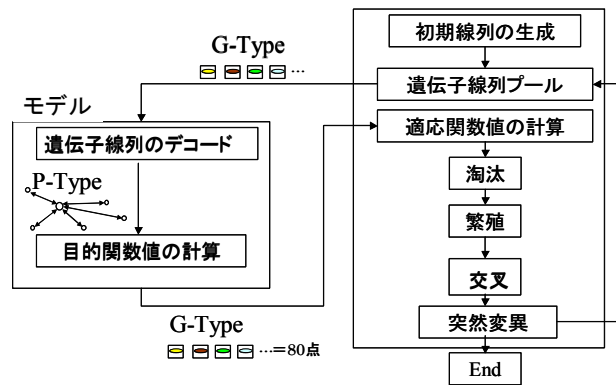 初期線列の生成
G-Type
…
遺伝子線列プール
モデル
適応関数値の計算
遺伝子線列のデコード
淘汰
P-Type
繁殖
目的関数値の計算
交叉
G-Type
突然変異
…＝80点
End